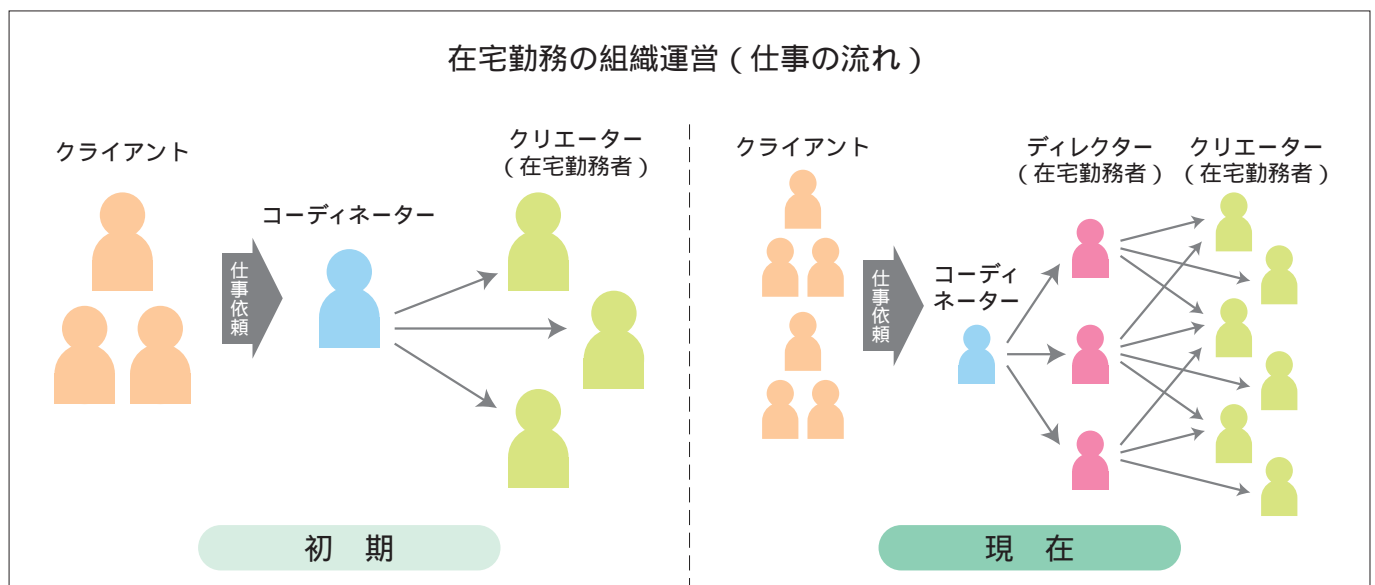 在宅勤務の組織運営（仕事の流れ）
クライアント
コーディネーター
クリエーター
（在宅勤務者）
仕事依頼
初 期
クライアント
コーディ
ネーター
ディレクター
（在宅勤務者）
クリエーター
（在宅勤務者）
仕事依頼
現 在